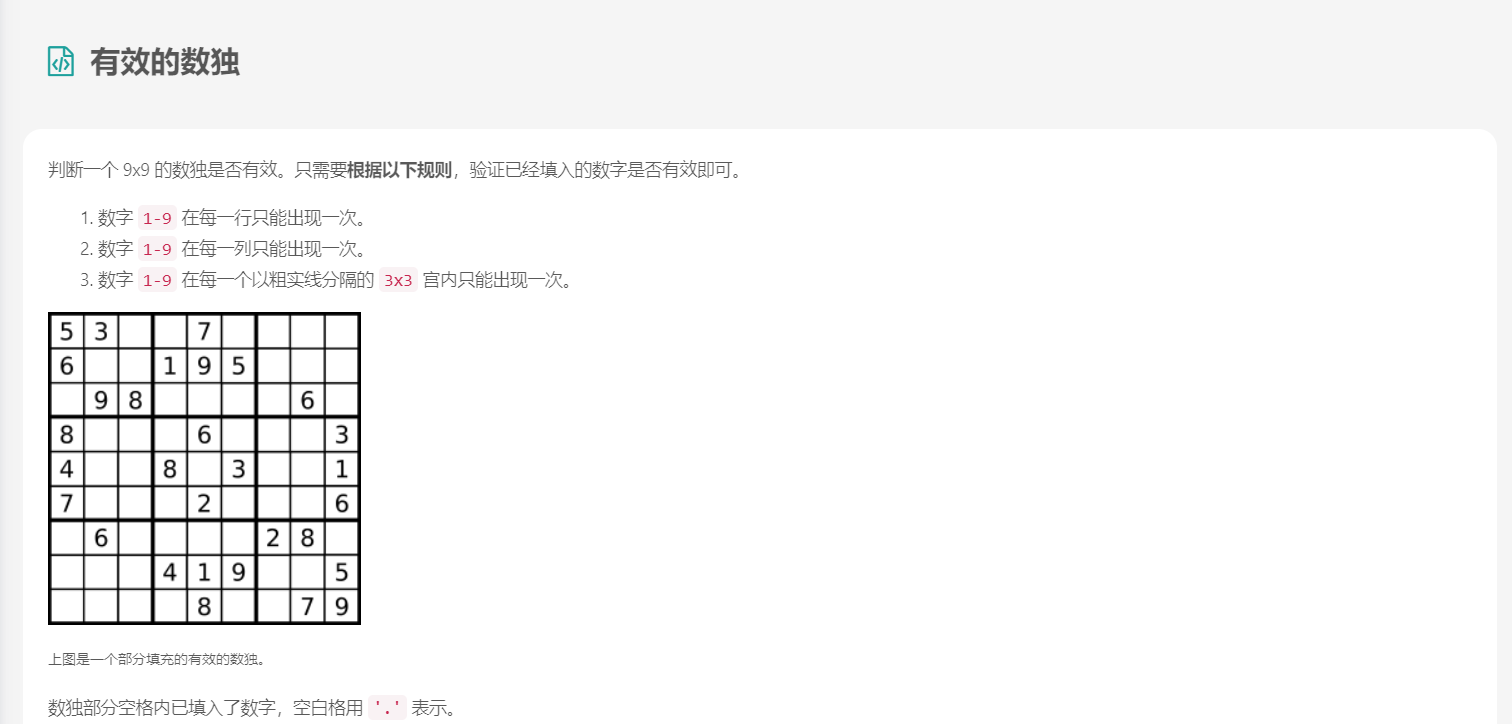 有效的数独
判断一个 9x9 的数独是否有效。只需要根据以下规则，验证已经填入的数字是否有效即可。
1. 数字 1-9 在每一行只能出现一次。
2. 数字 1-9 在每一列只能出现一次。
3. 数字 1-9 在每一个以粗实线分隔的 3x3 宫内只能出现一次。
5 3 7
6 1 9 5
9 8 6
8 6 3
4 8 3 1
7 2 6
6 2 8
4 1 9 5
8 7 9
上图是一个部分填充的有效的数独。
数独部分空格内已填入了数字，空白格用 '.' 表示。